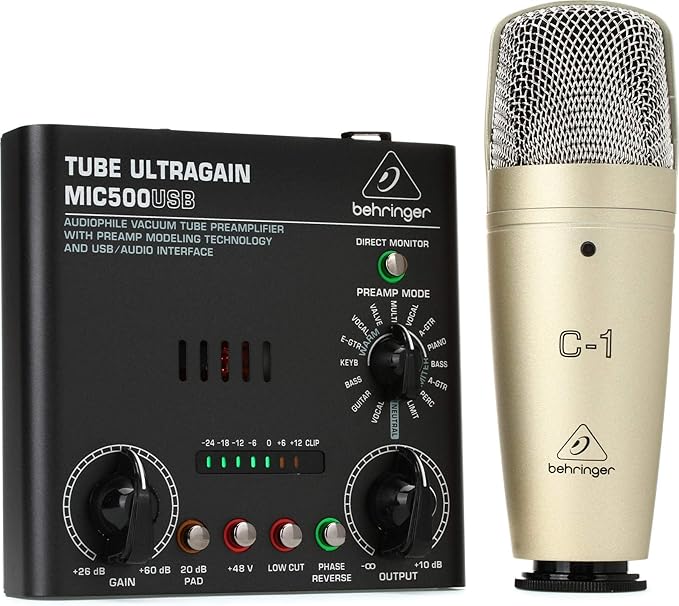 TUBE ULTRAGAIN
MIC500USB
AUDIOPHILE VACUUM TUBE PREAMPLIFIER
WITH PREAMP MODELING TECHNOLOGY
AND USB/AUDIO INTERFACE
behringer
DIRECT MONITOR
PREAMP MODE
VOCAL
GUITAR
BASS
KEYB
E-GTR
VOCAL
VALVE
MULTI
VOCAL
A-GTR
PIANO
BASS
A-GTR
PERC
LIMIT
WARM
NEUTRAL
-24 -18 -12 -6 0 +6 +12 CLIP
+26 dB
GAIN
+60 dB
20 dB
PAD
+48 V
LOW CUT
PHASE
REVERSE
-∞
OUTPUT
+10 dB
C-1
behringer